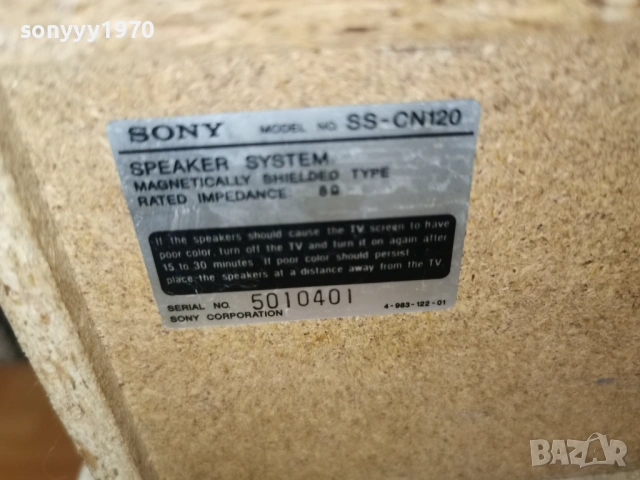 sonyyy1970
SONY MODEL NO. SS-CN120
SPEAKER SYSTEM
MAGNETICALLY SHIELDED TYPE
RATED IMPEDANCE 8Ω
If the speakers should cause the TV screen to have
poor color, turn off the TV and turn it on again after
15 to 30 minutes. If poor color should persist,
place the speakers at a distance away from the TV.
SERIAL NO. 5010401
SONY CORPORATION 4-983-122-01
BAZAR
bg